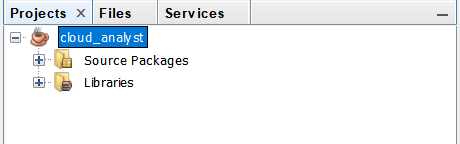 Projects Files Services
cloud_analyst
Source Packages
Libraries